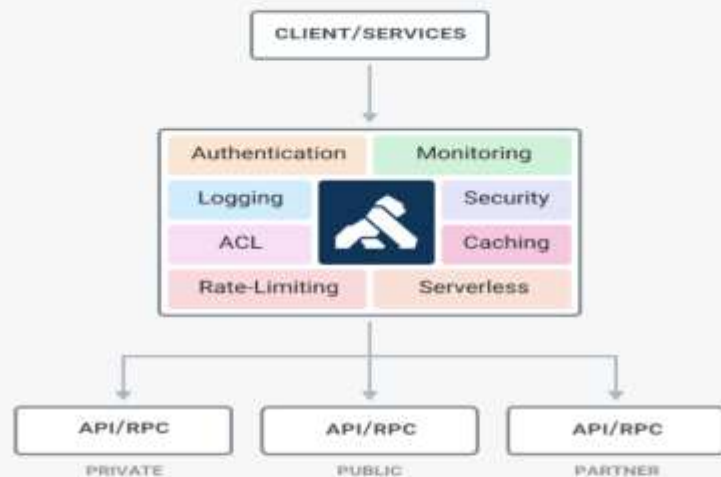 CLIENT/SERVICES
Authentication Monitoring
Logging Security
ACL Caching
Rate-Limiting Serverless
API/RPC API/RPC API/RPC
PRIVATE PUBLIC PARTNER